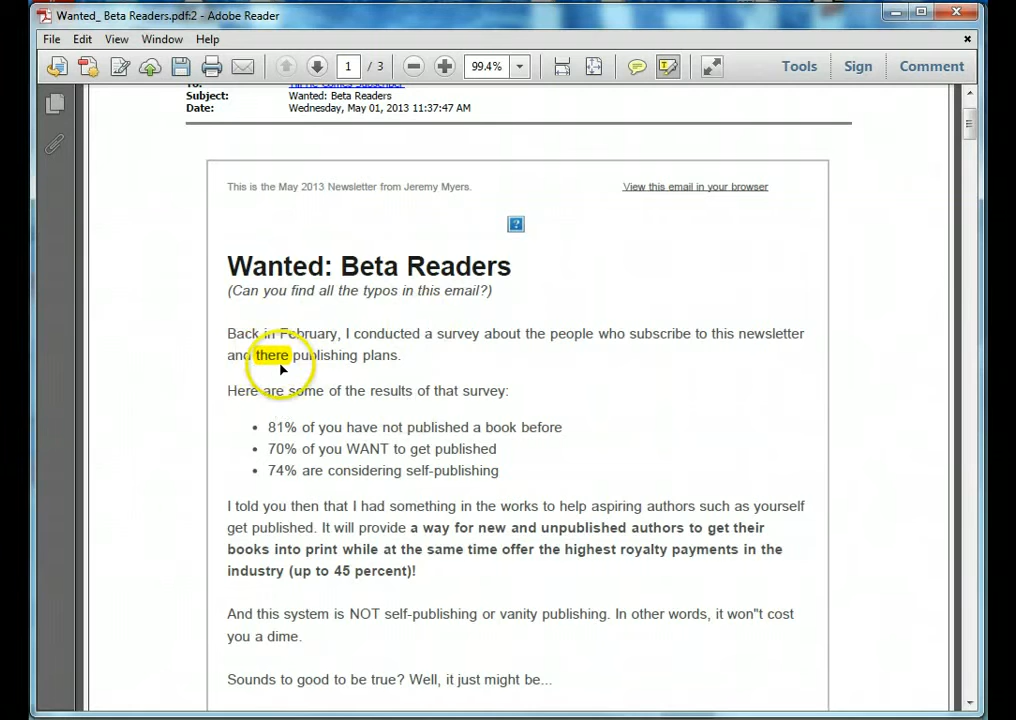 Wanted_ Beta Readers.pdf:2 - Adobe Reader
File Edit View Window Help
1 / 3 99.4% Tools Sign Comment
To: Till He Comes Subscriber
Subject: Wanted: Beta Readers
Date: Wednesday, May 01, 2013 11:37:47 AM
This is the May 2013 Newsletter from Jeremy Myers. View this email in your browser
Wanted: Beta Readers
(Can you find all the typos in this email?)
Back in February, I conducted a survey about the people who subscribe to this newsletter
and there publishing plans.
Here are some of the results of that survey:
• 81% of you have not published a book before
• 70% of you WANT to get published
• 74% are considering self-publishing
I told you then that I had something in the works to help aspiring authors such as yourself
get published. It will provide a way for new and unpublished authors to get their
books into print while at the same time offer the highest royalty payments in the
industry (up to 45 percent)!
And this system is NOT self-publishing or vanity publishing. In other words, it won"t cost
you a dime.
Sounds to good to be true? Well, it just might be...